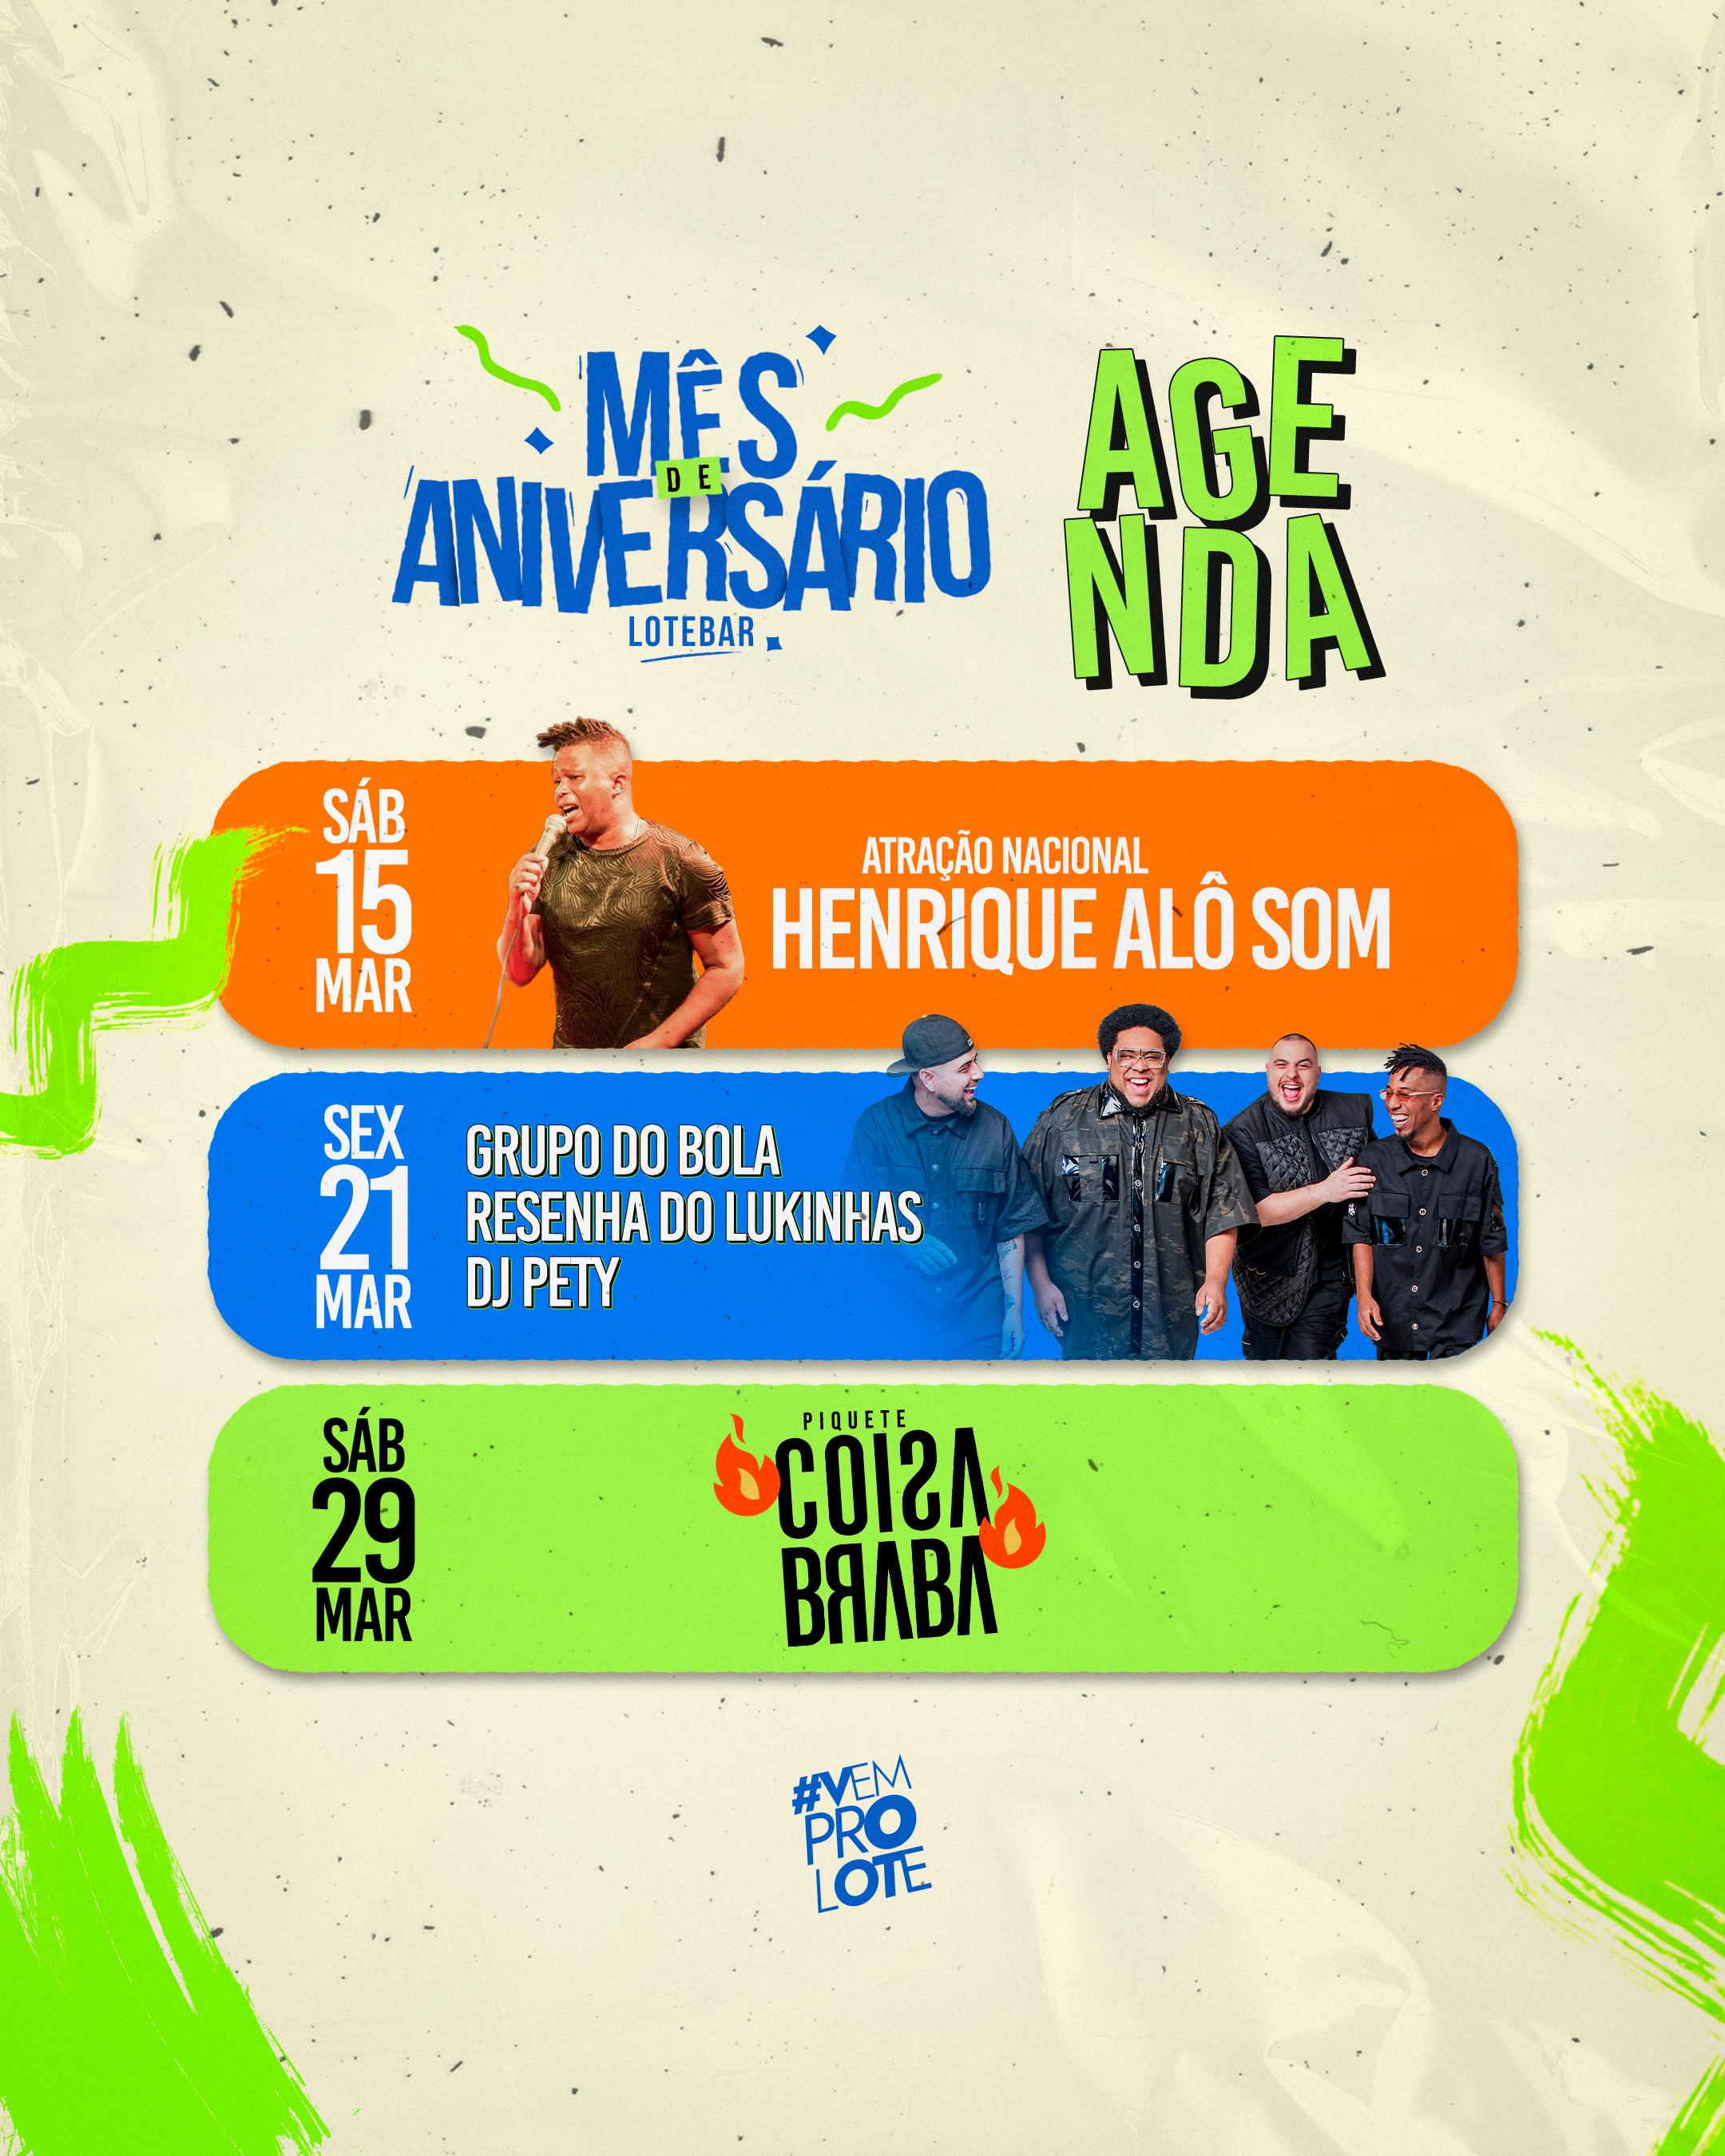 MÊS
DE
ANIVERSÁRIO
LOTEBAR
AGE
NDA
SÁB
15
MAR
ATRAÇÃO NACIONAL
HENRIQUE ALÔ SOM
SEX
21
MAR
GRUPO DO BOLA
RESENHA DO LUKINHAS
DJ PETY
SÁB
29
MAR
PIQUETE
COISA
BRABA
#VEM
PRO
LOTE